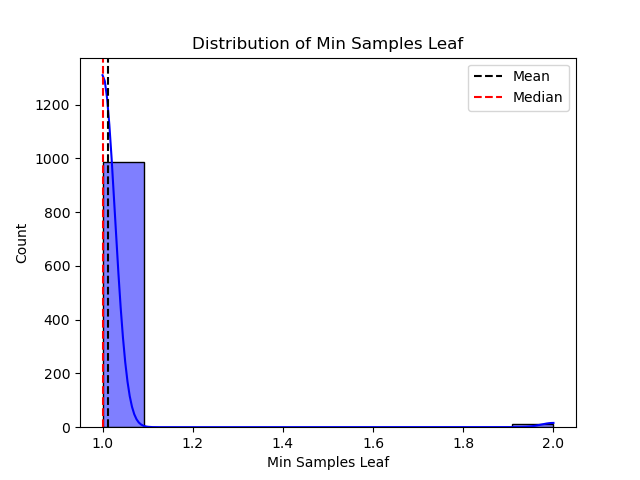 Distribution of Min Samples Leaf
Mean
Median
1200
1000
800
600
400
200
0
Count
1.0 1.2 1.4 1.6 1.8 2.0
Min Samples Leaf